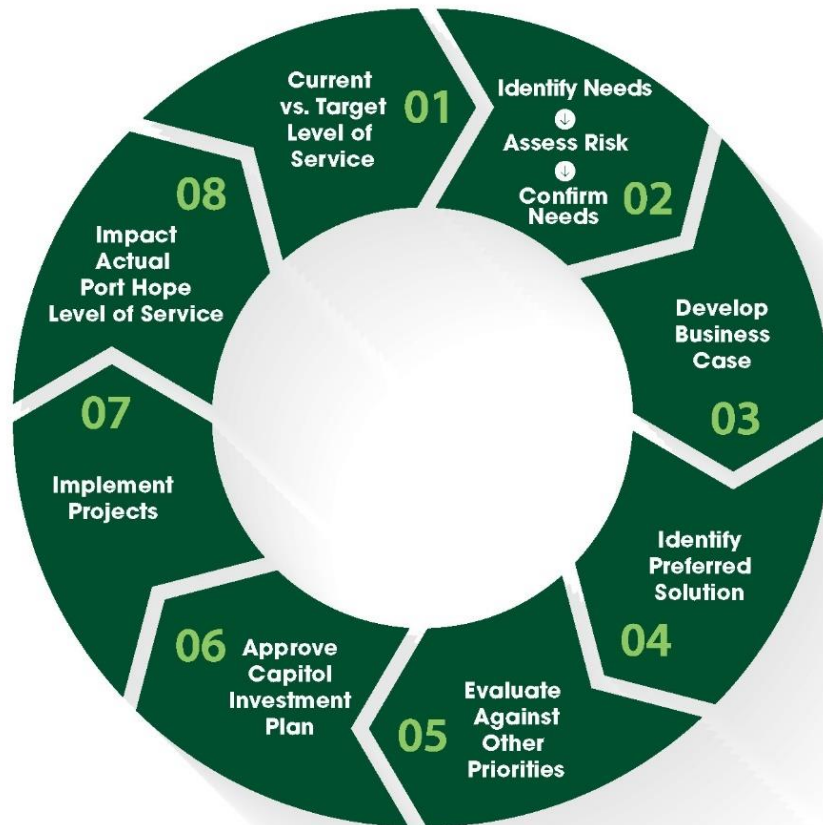 01
Current
vs. Target
Level of
Service
Identify Needs
Assess Risk
Confirm
Needs
02
Develop
Business
Case
03
Identify
Preferred
Solution
04
Evaluate
Against
Other
Priorities
05
06
Approve
Capitol
Investment
Plan
07
Implement
Projects
08
Impact
Actual
Port Hope
Level of Service